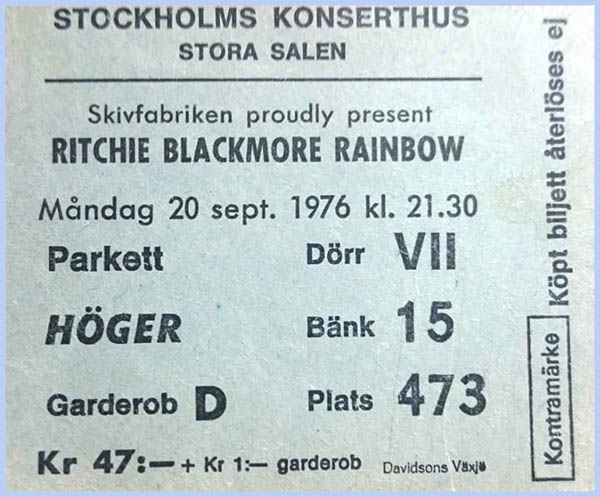 STOCKHOLMS KONSERTHUS
STORA SALEN
Skivfabriken proudly present
RITCHIE BLACKMORE RAINBOW
Måndag 20 sept. 1976 kl. 21.30
Parkett Dörr VII
HÖGER Bänk 15
Garderob D Plats 473
Kr 47:— + Kr 1:— garderob Davidsons Växjö
Kontramärke Köpt biljett återlöses ej